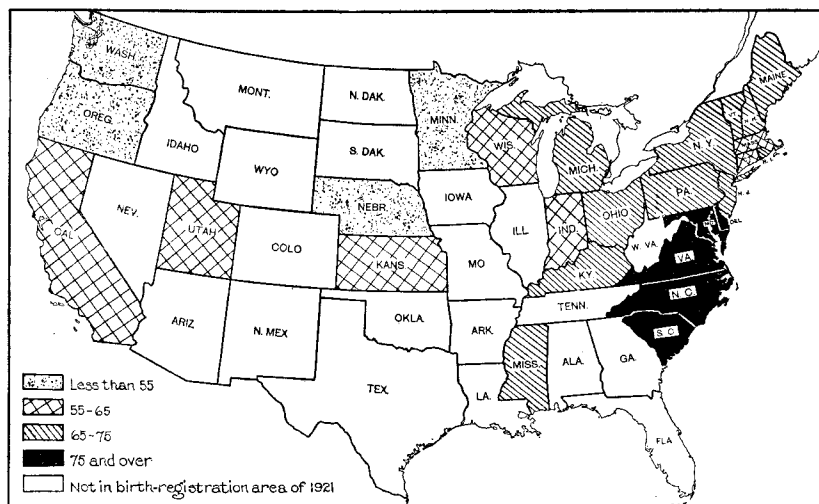 WASH.
MONT.
N. DAK.
MINN.
MAINE
OREG.
IDAHO
S. DAK.
WIS.
N.Y.
WYO
MICH.
IOWA
PA.
NEV.
NEBR.
OHIO
N.J.
UTAH
ILL
IND.
DEL.
CAL
COLO
W. VA.
VA.
KANS.
MO
KY.
N.C.
ARIZ
N. MEX
OKLA.
TENN.
ARK.
S.C.
MISS.
ALA.
GA.
TEX.
LA.
FLA
Less than 55
55-65
65-75
75 and over
Not in birth-registration area of 1921